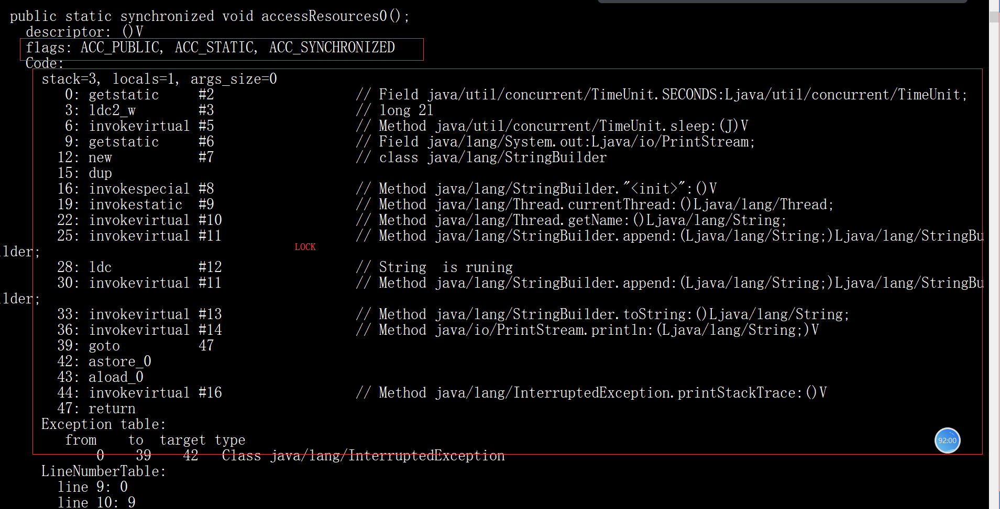 public static synchronized void accessResources0();
descriptor: ()V
flags: ACC_PUBLIC, ACC_STATIC, ACC_SYNCHRONIZED
Code:
stack=3, locals=1, args_size=0
0: getstatic #2 // Field java/util/concurrent/TimeUnit.SECONDS:Ljava/util/concurrent/TimeUnit;
3: ldc2_w #3 // long 2l
6: invokevirtual #5 // Method java/util/concurrent/TimeUnit.sleep:(J)V
9: getstatic #6 // Field java/lang/System.out:Ljava/io/PrintStream;
12: new #7 // class java/lang/StringBuilder
15: dup
16: invokespecial #8 // Method java/lang/StringBuilder."<init>":()V
19: invokestatic #9 // Method java/lang/Thread.currentThread:()Ljava/lang/Thread;
22: invokevirtual #10 // Method java/lang/Thread.getName:()Ljava/lang/String;
25: invokevirtual #11 // Method java/lang/StringBuilder.append:(Ljava/lang/String;)Ljava/lang/StringBu
LOCK
ilder;
28: ldc #12 // String  is runing
30: invokevirtual #11 // Method java/lang/StringBuilder.append:(Ljava/lang/String;)Ljava/lang/StringBu
ilder;
33: invokevirtual #13 // Method java/lang/StringBuilder.toString:()Ljava/lang/String;
36: invokevirtual #14 // Method java/io/PrintStream.println:(Ljava/lang/String;)V
39: goto 47
42: astore_0
43: aload_0
44: invokevirtual #16 // Method java/lang/InterruptedException.printStackTrace:()V
47: return
Exception table:
from to target type
0 39 42 Class java/lang/InterruptedException
LineNumberTable:
line 9: 0
line 10: 9
92:00